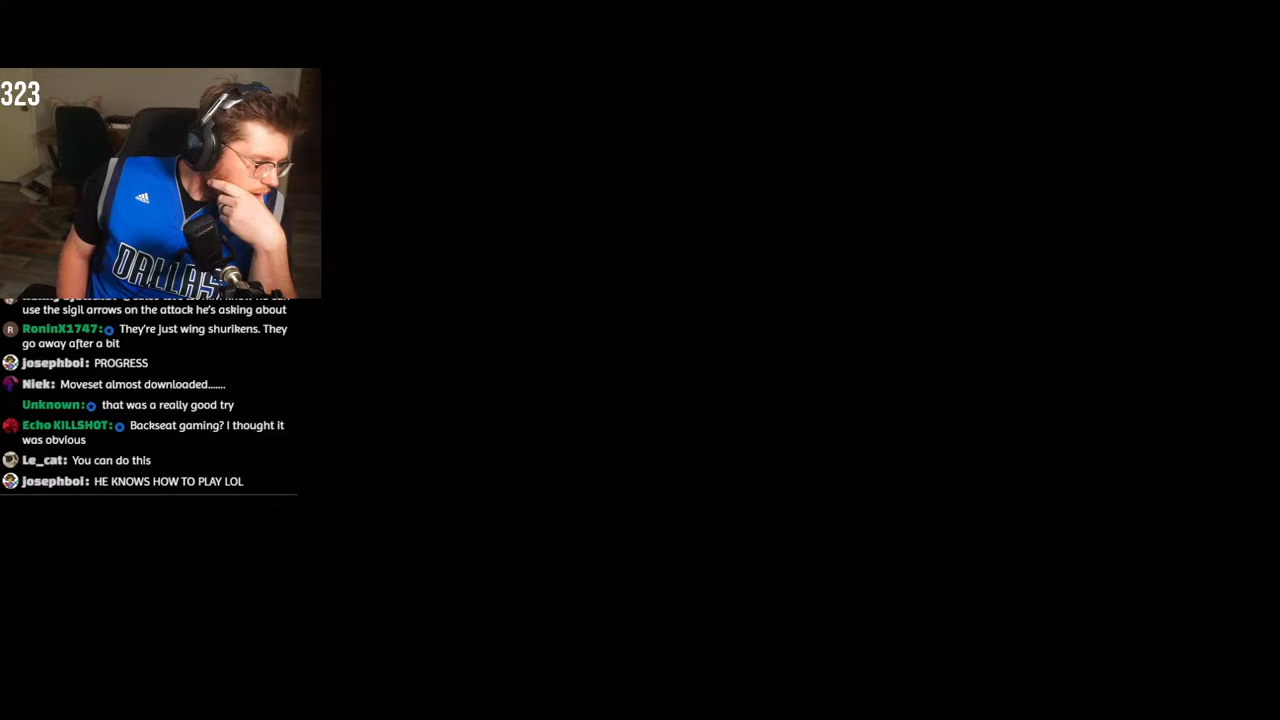 323
DALLAS
use the sigil arrows on the attack he's asking about
RoninX1747: They're just wing shurikens. They
go away after a bit
josephboi: PROGRESS
Niek: Moveset almost downloaded.......
Unknown: that was a really good try
Echo KILLSHOT: Backseat gaming? I thought it
was obvious
Le_cat: You can do this
josephboi: HE KNOWS HOW TO PLAY LOL